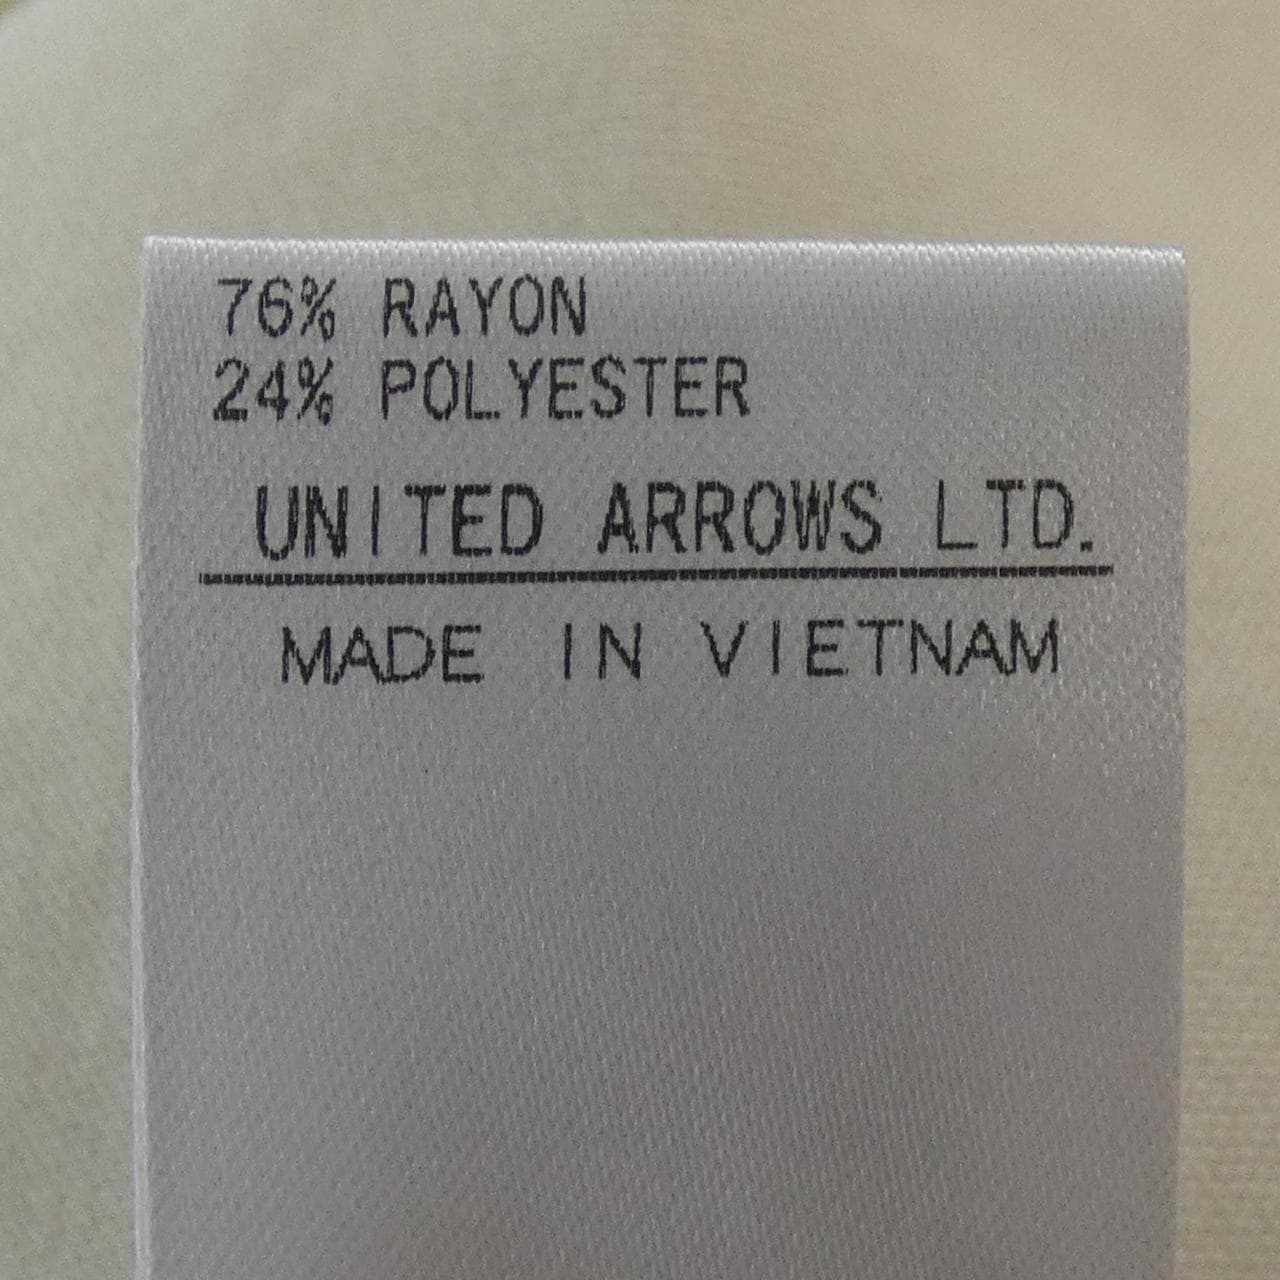 76% RAYON
24% POLYESTER
UNITED ARROWS LTD.
MADE IN VIETNAM